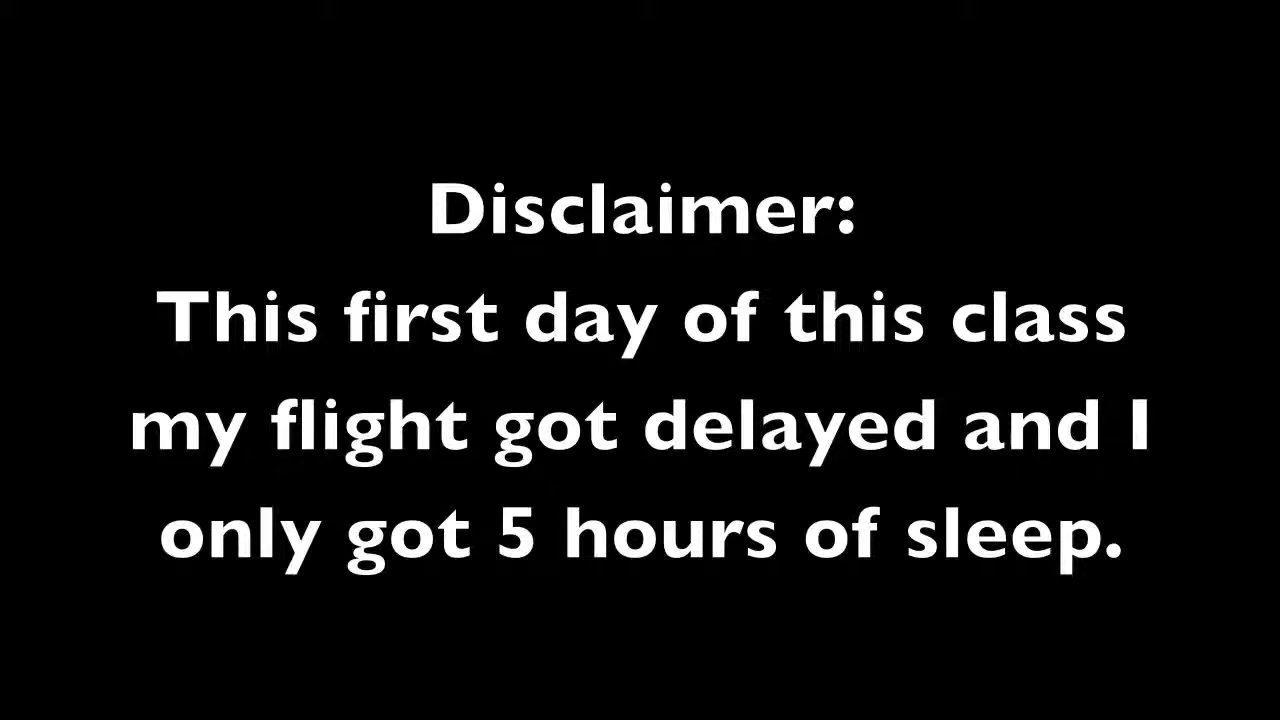 Disclaimer:
This first day of this class
my flight got delayed and I
only got 5 hours of sleep.